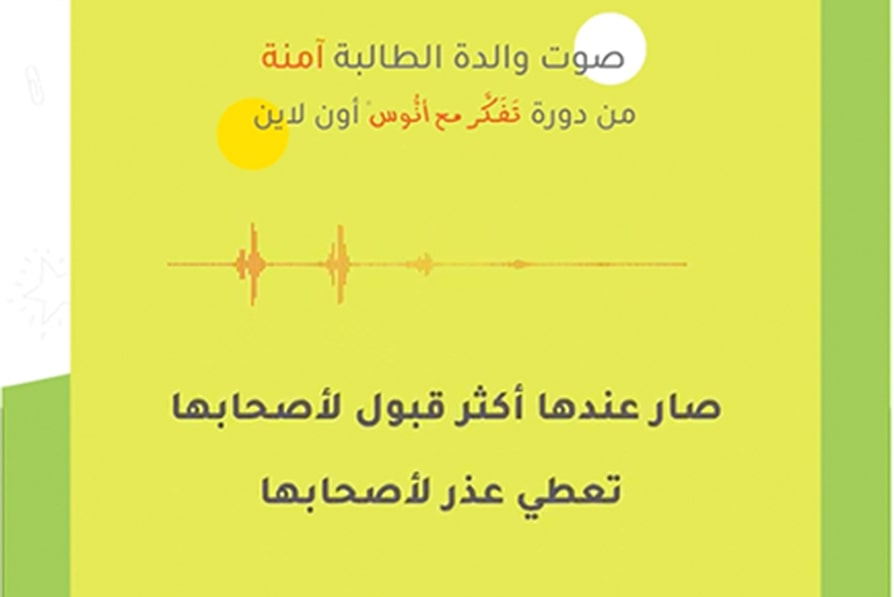 صوت والدة الطالبة آمنة
من دورة تَفَكَّر مع أنُّوس أون لاين
صار عندها أكثر قبول لأصحابها
تعطي عذر لأصحابها